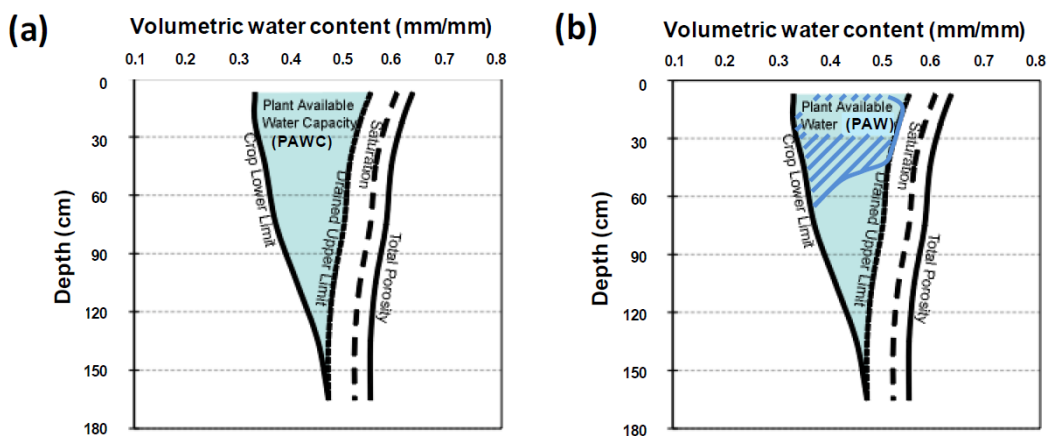 (a)
Volumetric water content (mm/mm)
0.1 0.2 0.3 0.4 0.5 0.6 0.7 0.8
Depth (cm)
0
30
60
90
120
150
180
Plant Available
Water Capacity
(PAWC)
Crop Lower Limit
Drained Upper Limit
Saturation
Total Porosity
(b)
Volumetric water content (mm/mm)
0.1 0.2 0.3 0.4 0.5 0.6 0.7 0.8
Depth (cm)
0
30
60
90
120
150
180
Plant Available
Water (PAW)
Crop Lower Limit
Drained Upper Limit
Saturation
Total Porosity